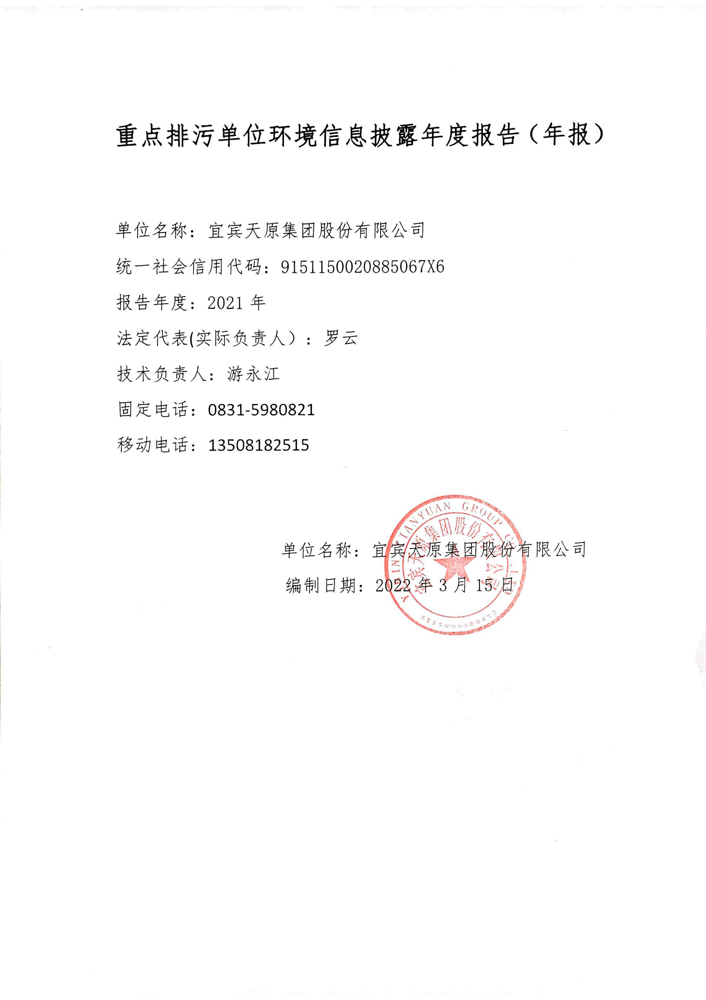 重点排污单位环境信息披露年度报告（年报）
单位名称：宜宾天原集团股份有限公司
统一社会信用代码：9151150020885067X6
报告年度：2021 年
法定代表(实际负责人）：罗云
技术负责人：游永江
固定电话：0831-5980821
移动电话：13508182515
单位名称：宜宾天原集团股份有限公司
编制日期：2022 年 3 月 15 日
YIBIN TIANYUAN GROUP CO.,LTD
宜宾天原集团股份有限公司